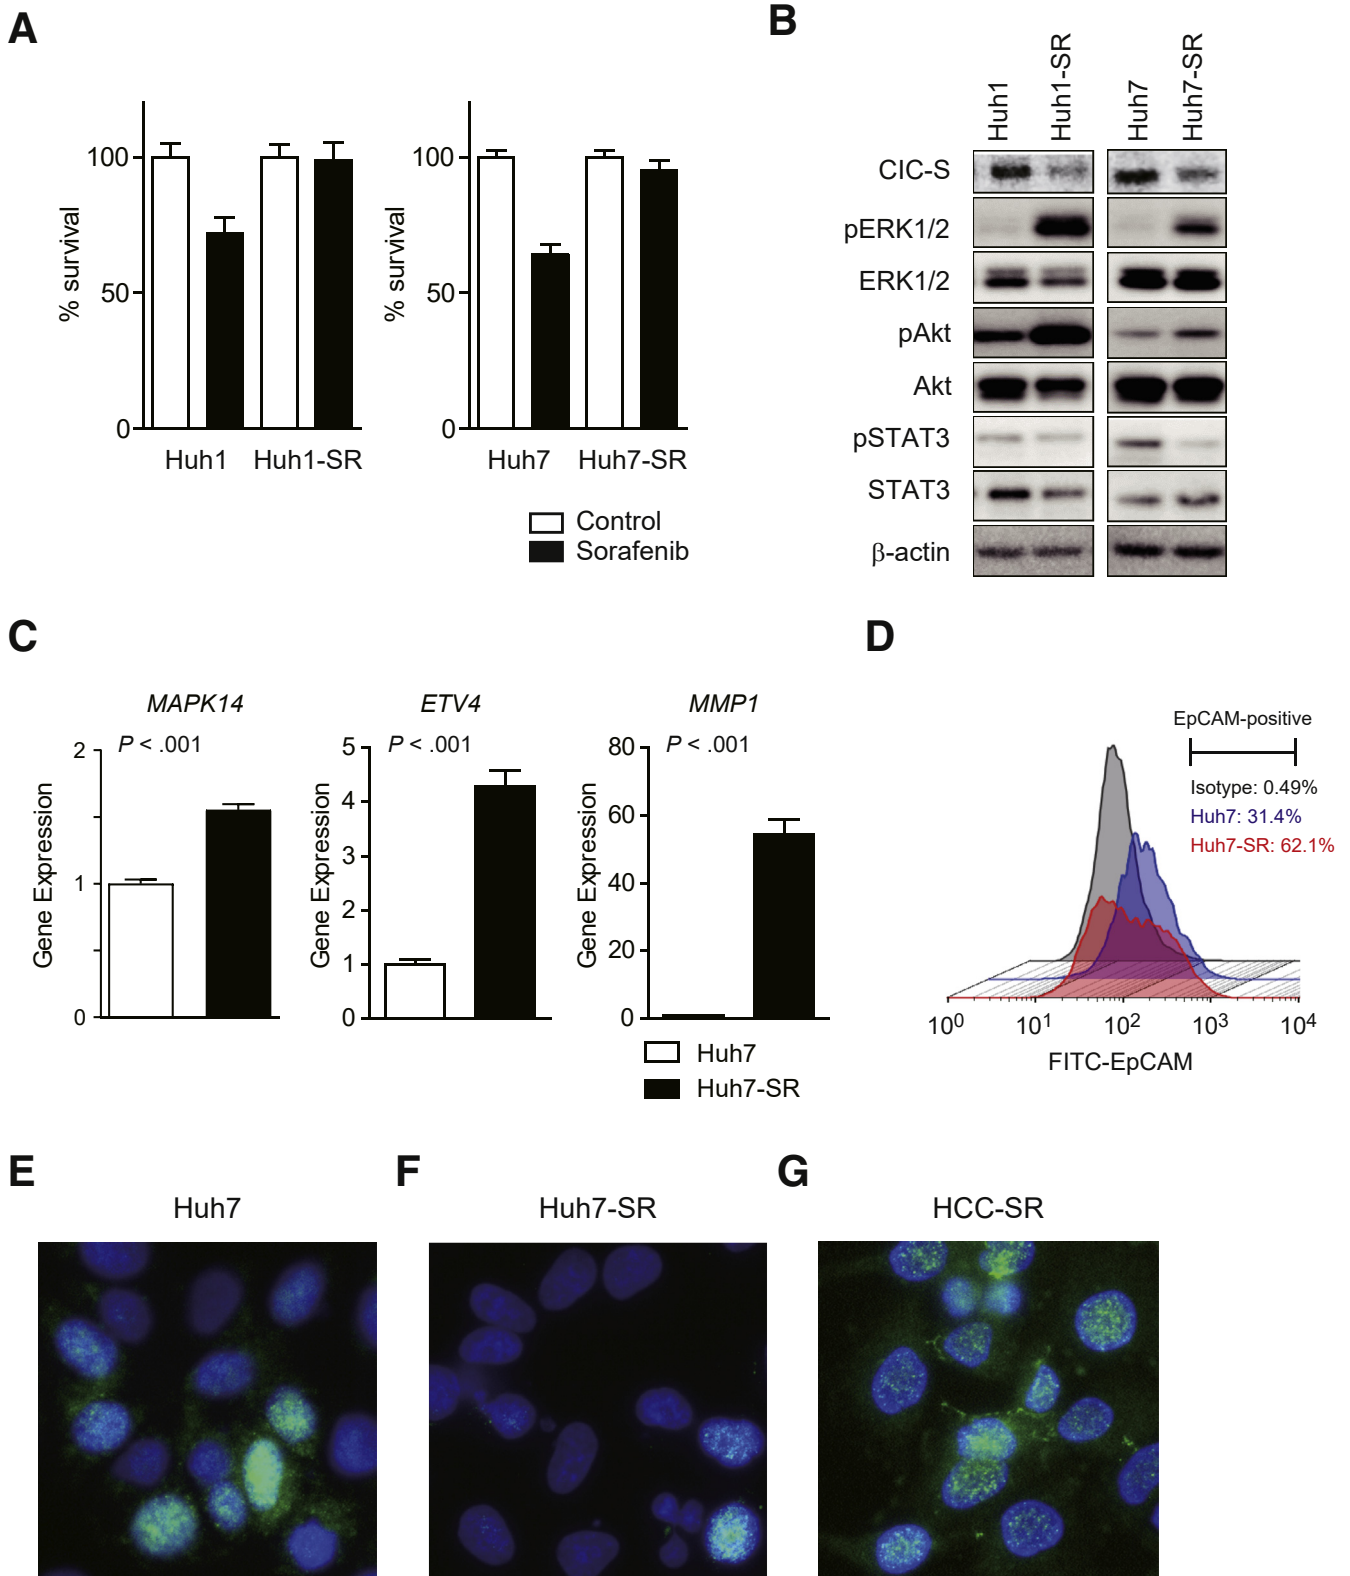 A
B
Huh1
Huh1-SR
Huh7
Huh7-SR
CIC-S
pERK1/2
ERK1/2
pAkt
Akt
pSTAT3
STAT3
β-actin
% survival
100
50
0
Huh1
Huh1-SR
% survival
100
50
0
Huh7
Huh7-SR
Control
Sorafenib
C
D
MAPK14
P < .001
Gene Expression
2
1
0
ETV4
P < .001
Gene Expression
5
4
3
2
1
0
MMP1
P < .001
Gene Expression
80
60
40
20
0
Huh7
Huh7-SR
EpCAM-positive
Isotype: 0.49%
Huh7: 31.4%
Huh7-SR: 62.1%
10⁰ 10¹ 10² 10³ 10⁴
FITC-EpCAM
E
F
G
Huh7
Huh7-SR
HCC-SR